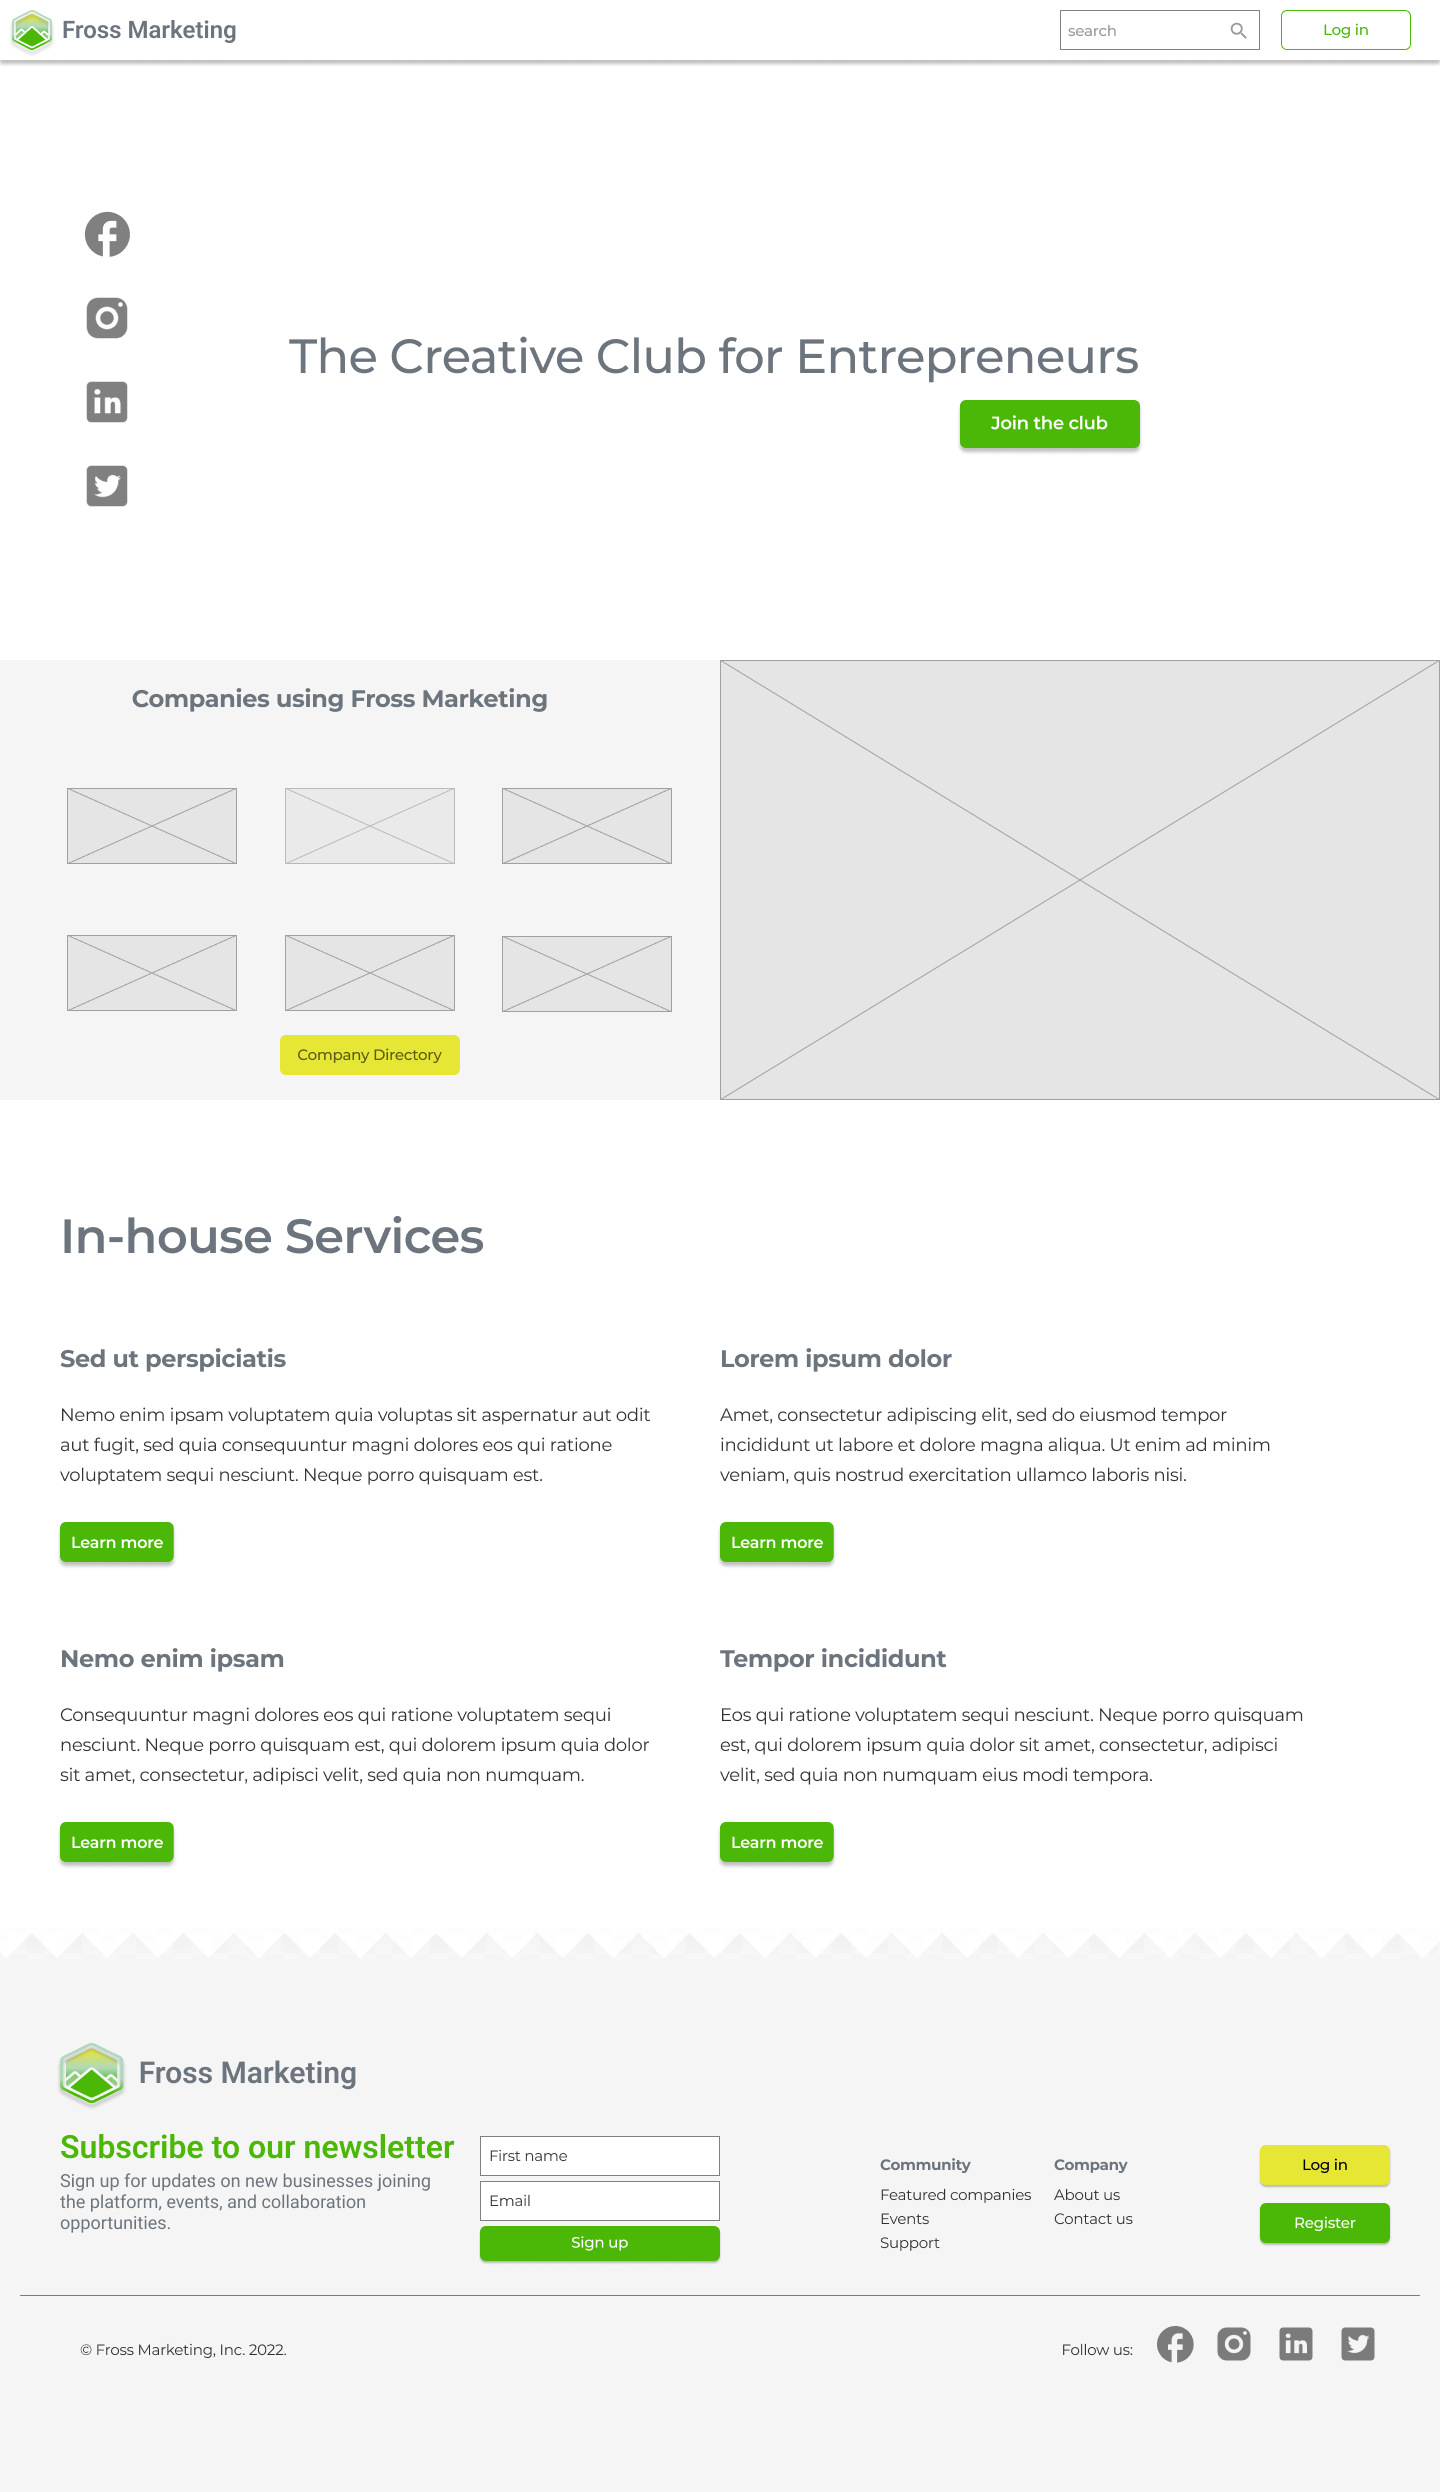 Fross Marketing
search
Log in
The Creative Club for Entrepreneurs
Join the club
Companies using Fross Marketing
Company Directory
In-house Services
Sed ut perspiciatis
Nemo enim ipsam voluptatem quia voluptas sit aspernatur aut odit
aut fugit, sed quia consequuntur magni dolores eos qui ratione
voluptatem sequi nesciunt. Neque porro quisquam est.
Learn more
Lorem ipsum dolor
Amet, consectetur adipiscing elit, sed do eiusmod tempor
incididunt ut labore et dolore magna aliqua. Ut enim ad minim
veniam, quis nostrud exercitation ullamco laboris nisi.
Learn more
Nemo enim ipsam
Consequuntur magni dolores eos qui ratione voluptatem sequi
nesciunt. Neque porro quisquam est, qui dolorem ipsum quia dolor
sit amet, consectetur, adipisci velit, sed quia non numquam.
Learn more
Tempor incididunt
Eos qui ratione voluptatem sequi nesciunt. Neque porro quisquam
est, qui dolorem ipsum quia dolor sit amet, consectetur, adipisci
velit, sed quia non numquam eius modi tempora.
Learn more
Fross Marketing
Subscribe to our newsletter
Sign up for updates on new businesses joining
the platform, events, and collaboration
opportunities.
First name
Email
Sign up
Community
Featured companies
Events
Support
Company
About us
Contact us
Log in
Register
© Fross Marketing, Inc. 2022.
Follow us: